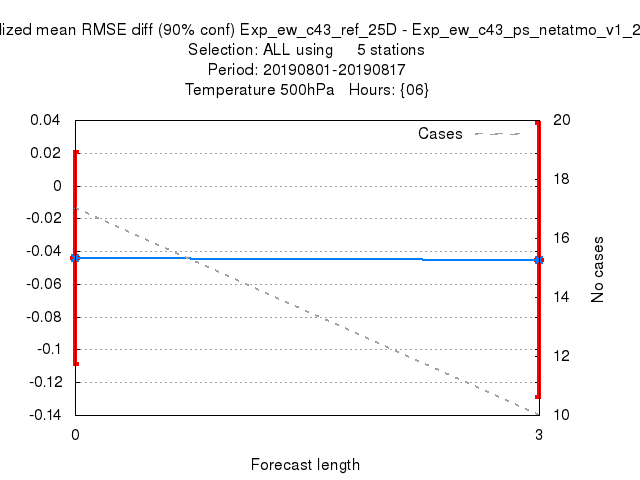 lized mean RMSE diff (90% conf) Exp_ew_c43_ref_25D - Exp_ew_c43_ps_netatmo_v1_2
Selection: ALL using 5 stations
Period: 20190801-20190817
Temperature 500hPa Hours: {06}
Cases
0.04
0.02
0
-0.02
-0.04
-0.06
-0.08
-0.1
-0.12
-0.14
20
18
16
14
12
10
No cases
0
3
Forecast length